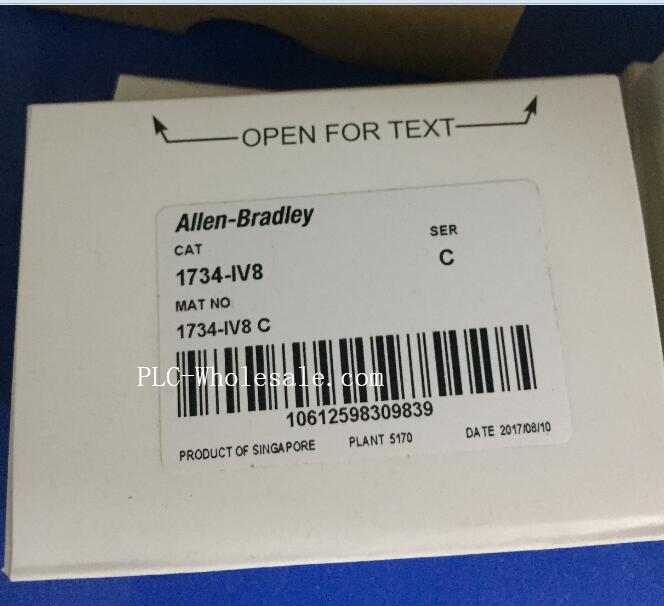 OPEN FOR TEXT
Allen-Bradley
CAT
SER
1734-IV8
C
MAT NO
1734-IV8 C
PLC-Wholesale.com
10612598309839
PRODUCT OF SINGAPORE PLANT 5170 DATE 2017/08/10